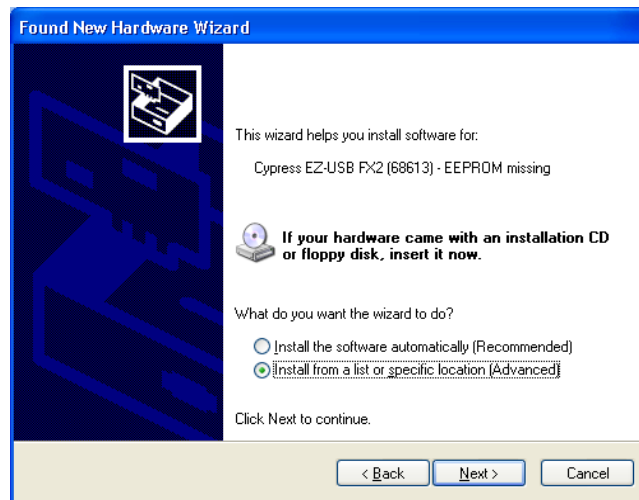 Found New Hardware Wizard
This wizard helps you install software for:
Cypress EZ-USB FX2 (68613) - EEPROM missing
If your hardware came with an installation CD
or floppy disk, insert it now.
What do you want the wizard to do?
Install the software automatically (Recommended)
Install from a list or specific location (Advanced)
Click Next to continue.
< Back
Next >
Cancel